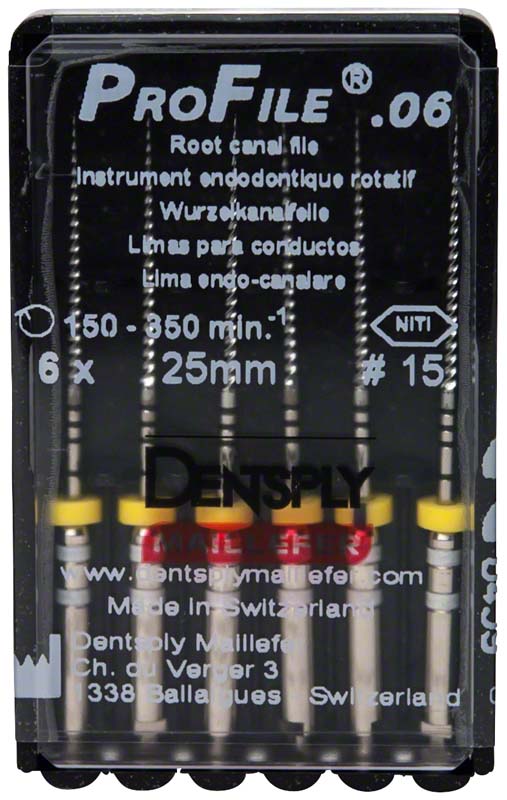 PROFILE® .06
Root canal file
Instrument endodontique rotatif
Wurzelkanalfeile
Limas para conductos
Lima endo-canalare
150 - 350 min.-1
NiTi
6 x 25mm # 15
DENTSPLY
MAILLEFER
www.dentsplymaillefer.com
Made in Switzerland
Dentsply Maillefer
Ch. du Verger 3
1338 Ballaigues - Switzerland